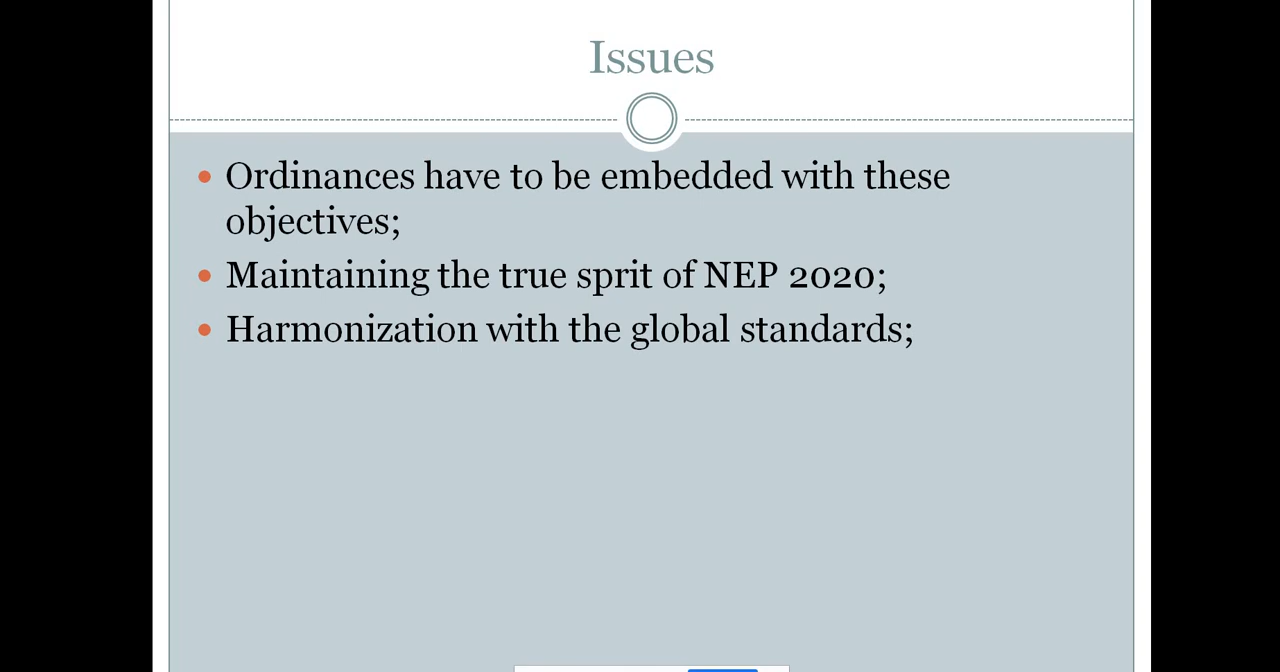 Issues
• Ordinances have to be embedded with these
objectives;
• Maintaining the true sprit of NEP 2020;
• Harmonization with the global standards;